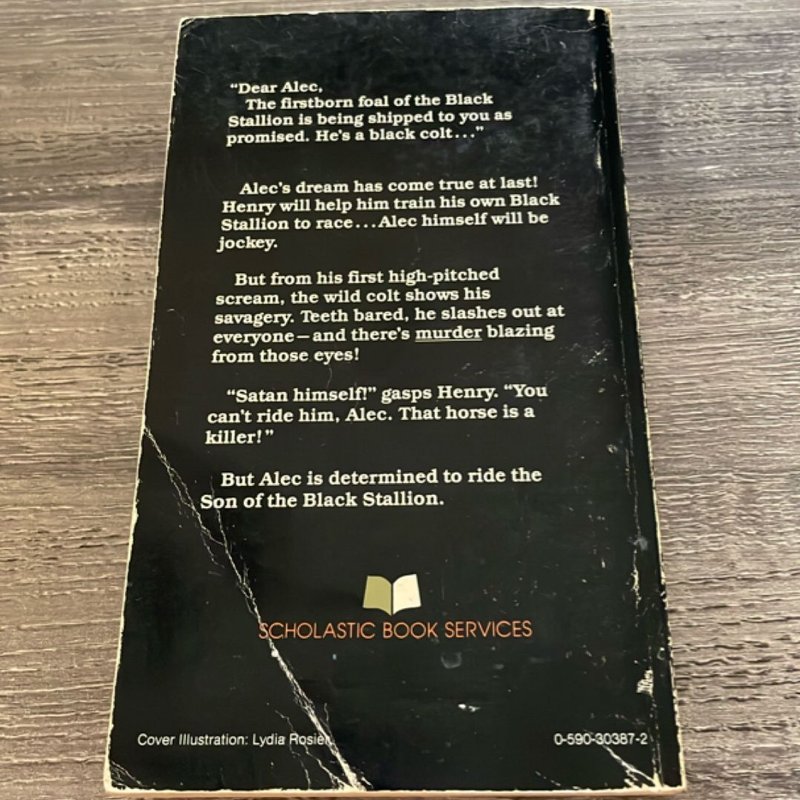 "Dear Alec,
The firstborn foal of the Black
Stallion is being shipped to you as
promised. He's a black colt..."
Alec's dream has come true at last!
Henry will help him train his own Black
Stallion to race...Alec himself will be
jockey.
But from his first high-pitched
scream, the wild colt shows his
savagery. Teeth bared, he slashes out at
everyone—and there's murder blazing
from those eyes!
"Satan himself!" gasps Henry. "You
can't ride him, Alec. That horse is a
killer!"
But Alec is determined to ride the
Son of the Black Stallion.
SCHOLASTIC BOOK SERVICES
Cover Illustration: Lydia Rosier
0-590-30387-2